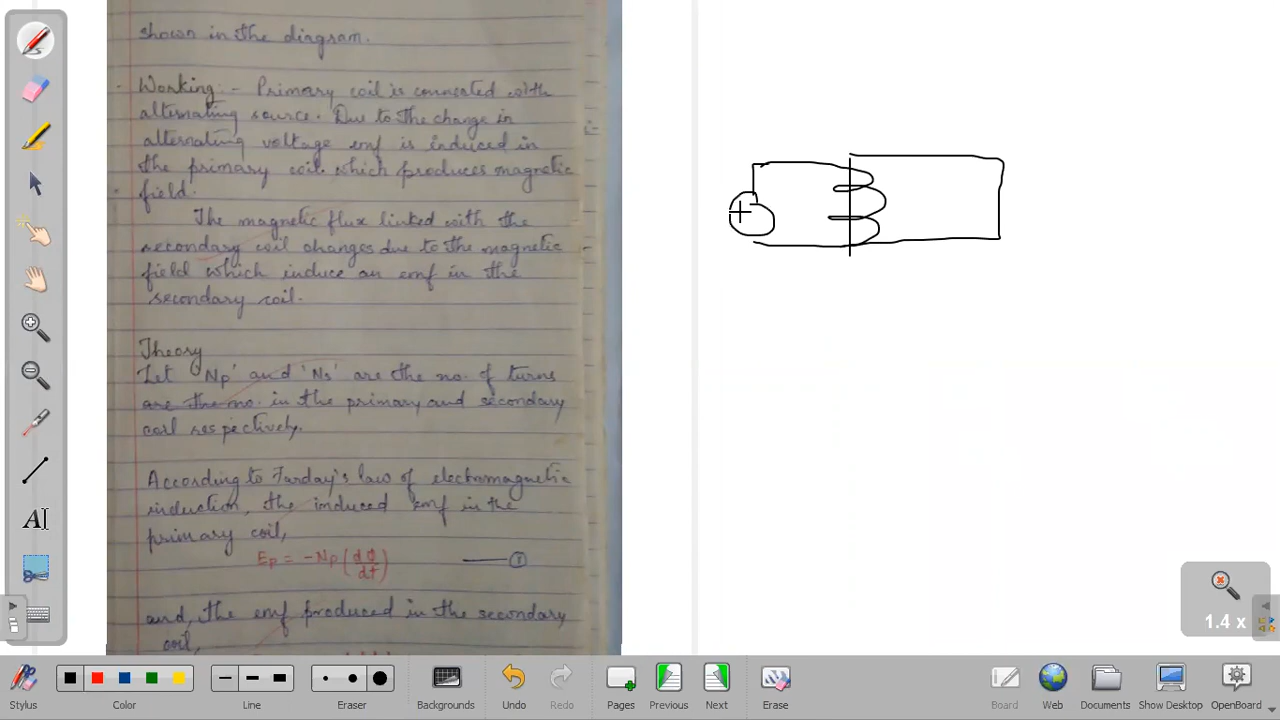 shown in the diagram.
Working:- Primary coil is connected with
alternating source. Due to the change in
alternating voltage emf is induced in
the primary coil which produces magnetic
field.
The magnetic flux linked with the
secondary coil changes due to the magnetic
field which induce an emf in the
secondary coil.
Theory
Let 'Np' and 'Ns' are the no. of turns
are the no. in the primary and secondary
coil respectively.
According to Farday's law of electromagnetic
induction, the induced emf in the
primary coil,
Ep = -Np (dϕ/dt) —— ①
and, the emf produced in the secondary
coil,
1.4 x
Stylus
Color
Line
Eraser
Backgrounds
Undo
Redo
Pages
Previous
Next
Erase
Board
Web
Documents
Show Desktop
OpenBoard